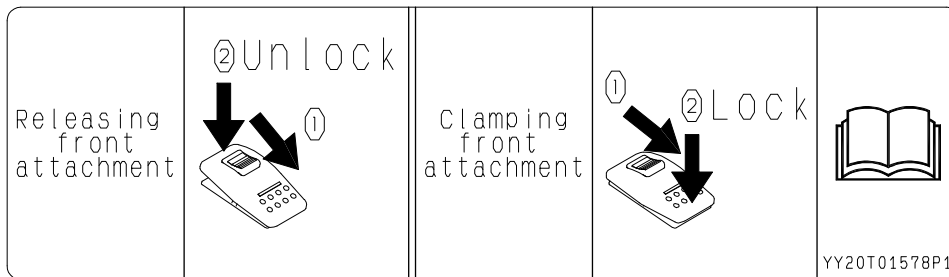 Releasing
front
attachment
②Unlock
①
Clamping
front
attachment
①
②Lock
YY20T01578P1